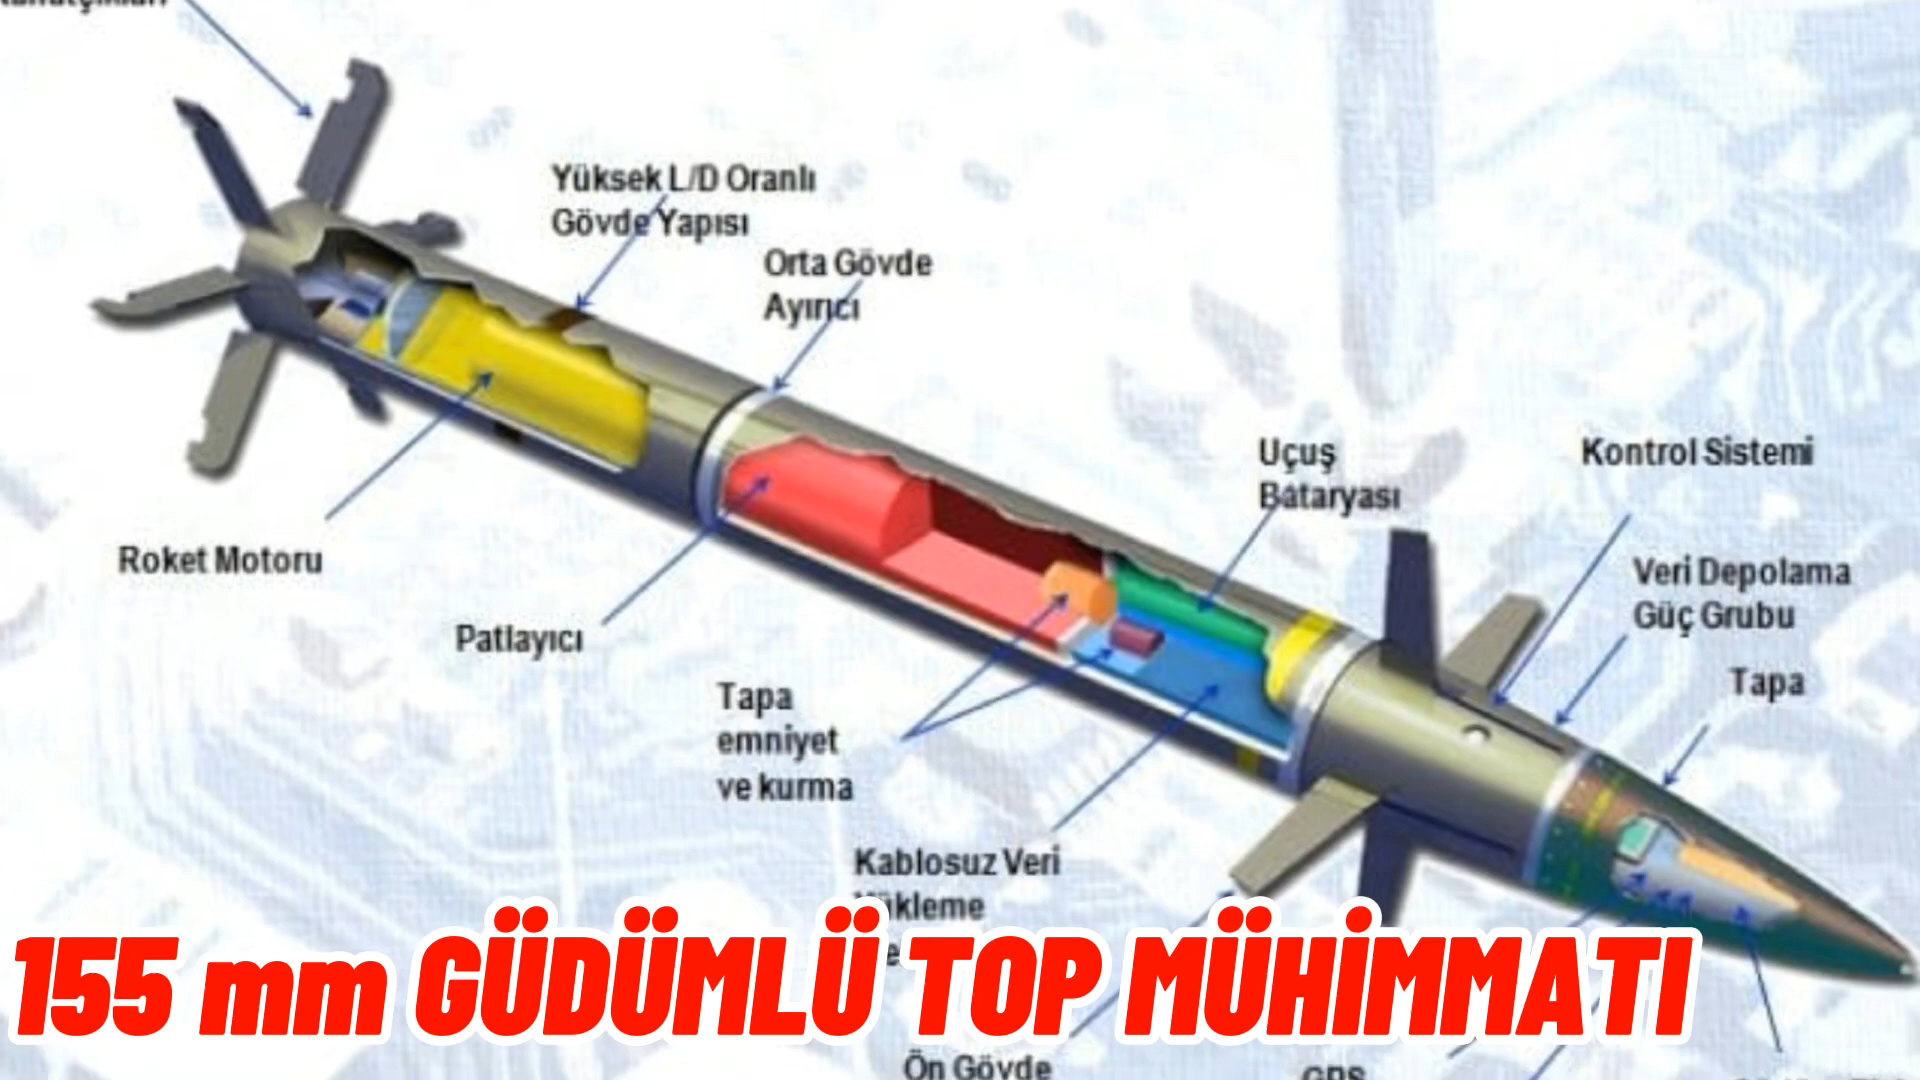 Yüksek L/D Oranlı
Gövde Yapısı
Orta Gövde
Ayırıcı
Uçuş
Bataryası
Kontrol Sistemi
Veri Depolama
Güç Grubu
Roket Motoru
Patlayıcı
Tapa
Tapa
emniyet
ve kurma
Kablosuz Veri
155 mm GÜDÜMLÜ TOP MÜHİMMATI
Ön Gövde
GPS